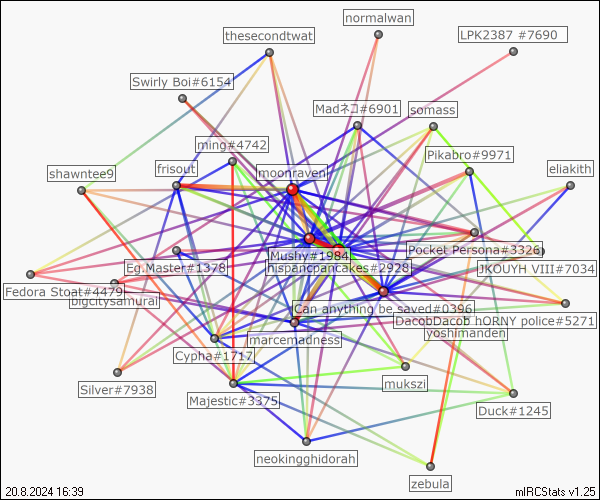 normalwan
thesecondtwat
LPK2387 #7690
Swirly Boi#6154
Madネコ#6901
somass
ming#4742
Pikabro#9971
shawntee9
frisout
moonraven
eliakith
Mushy#1984
Pocket Persona#3326
Eg.Master#1378
hispancpancakes#2928
JKOUYH VIII#7034
Fedora Stoat#4479
bigcitysamurai
Can anything be saved#0396
DacobDacob hORNY police#5271
marcemadness
yoshimanden
Cypha#1717
Silver#7938
mukszi
Majestic#3375
Duck#1245
neokingghidorah
zebula
20.8.2024 16:39
mIRCStats v1.25